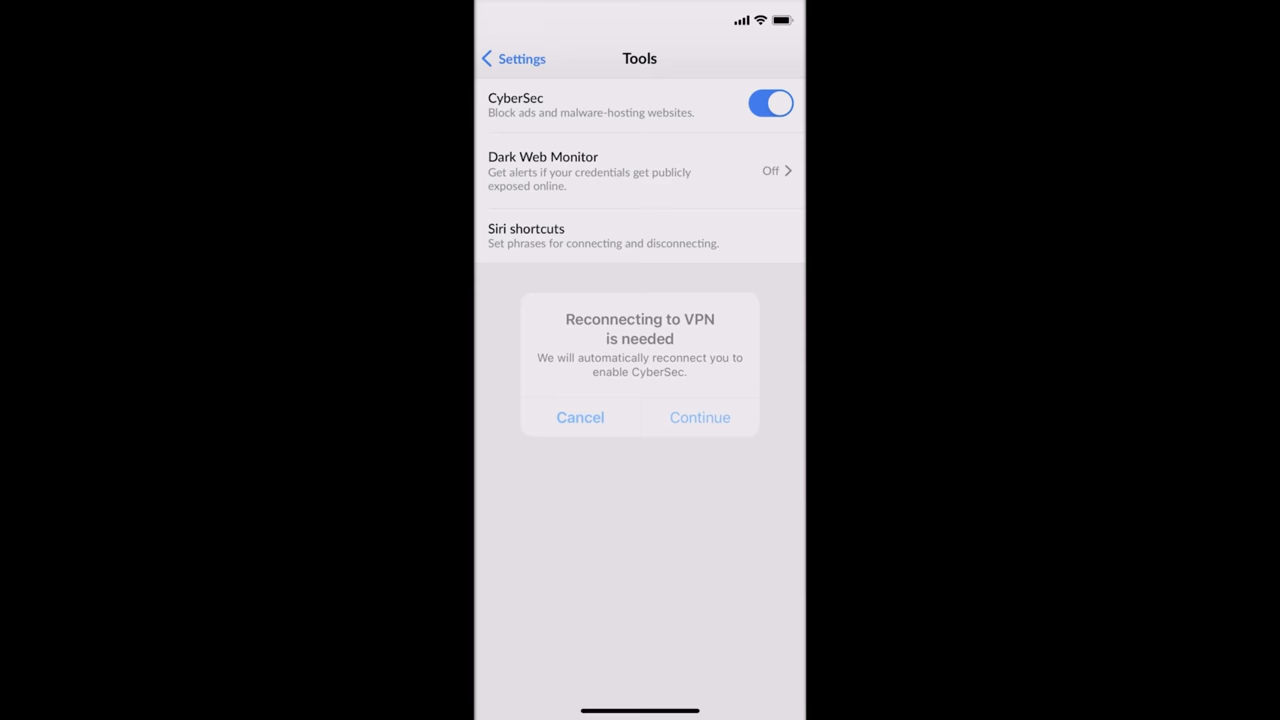 Settings
Tools
CyberSec
Block ads and malware-hosting websites.
Dark Web Monitor
Get alerts if your credentials get publicly
exposed online.
Off
Siri shortcuts
Set phrases for connecting and disconnecting.
Reconnecting to VPN
is needed
We will automatically reconnect you to
enable CyberSec.
Cancel
Continue